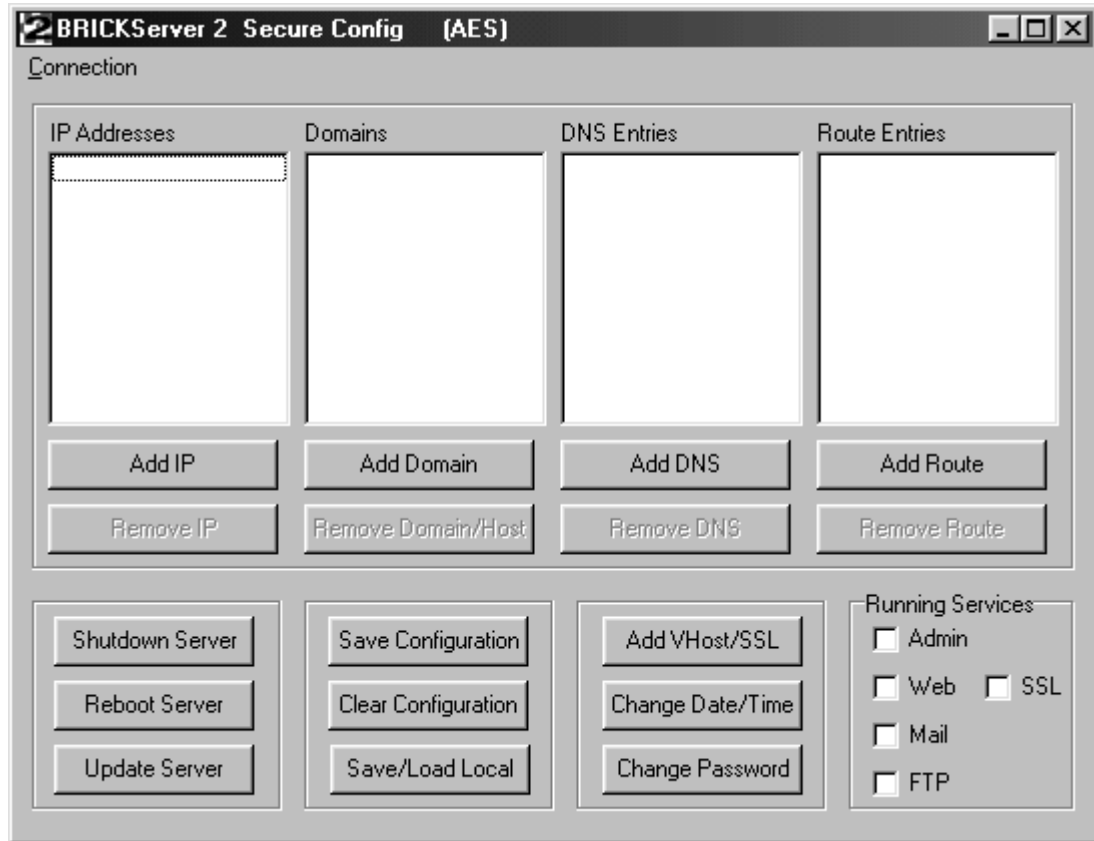 2 BRICKServer 2 Secure Config (AES)
Connection
IP Addresses Domains DNS Entries Route Entries
Add IP Add Domain Add DNS Add Route
Remove IP Remove Domain/Host Remove DNS Remove Route
Running Services
Shutdown Server Save Configuration Add VHost/SSL Admin
Reboot Server Clear Configuration Change Date/Time Web SSL
Mail
Update Server Save/Load Local Change Password FTP